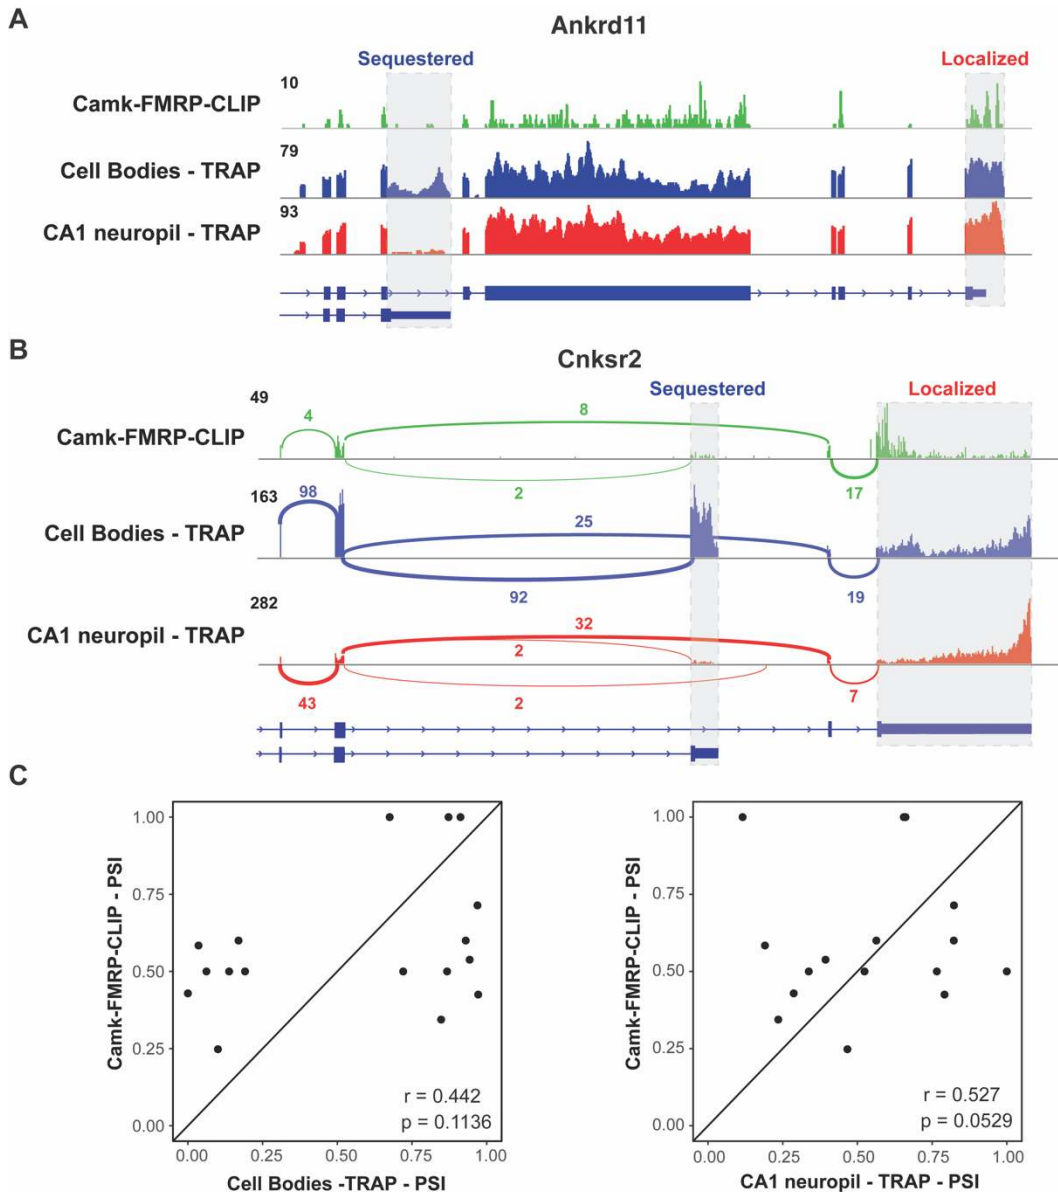 A
Ankrd11
Sequestered
Localized
10
Camk-FMRP-CLIP
79
Cell Bodies - TRAP
93
CA1 neuropil - TRAP
B
Cnksr2
Sequestered
Localized
49
4
8
Camk-FMRP-CLIP
2
17
163
98
25
Cell Bodies - TRAP
92
19
282
32
CA1 neuropil - TRAP
2
43
2
7
C
Camk-FMRP-CLIP - PSI
1.00
0.75
0.50
0.25
0.00
r = 0.442
p = 0.1136
0.00 0.25 0.50 0.75 1.00
Cell Bodies -TRAP - PSI
Camk-FMRP-CLIP - PSI
1.00
0.75
0.50
0.25
0.00
r = 0.527
p = 0.0529
0.00 0.25 0.50 0.75 1.00
CA1 neuropil - TRAP - PSI